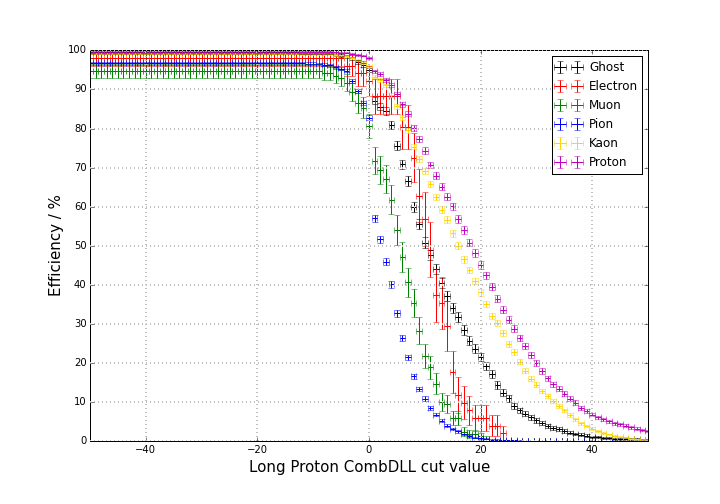 100
90
80
70
60
50
40
30
20
10
0
Efficiency / %
−40
−20
0
20
40
Long Proton CombDLL cut value
Ghost
Electron
Muon
Pion
Kaon
Proton